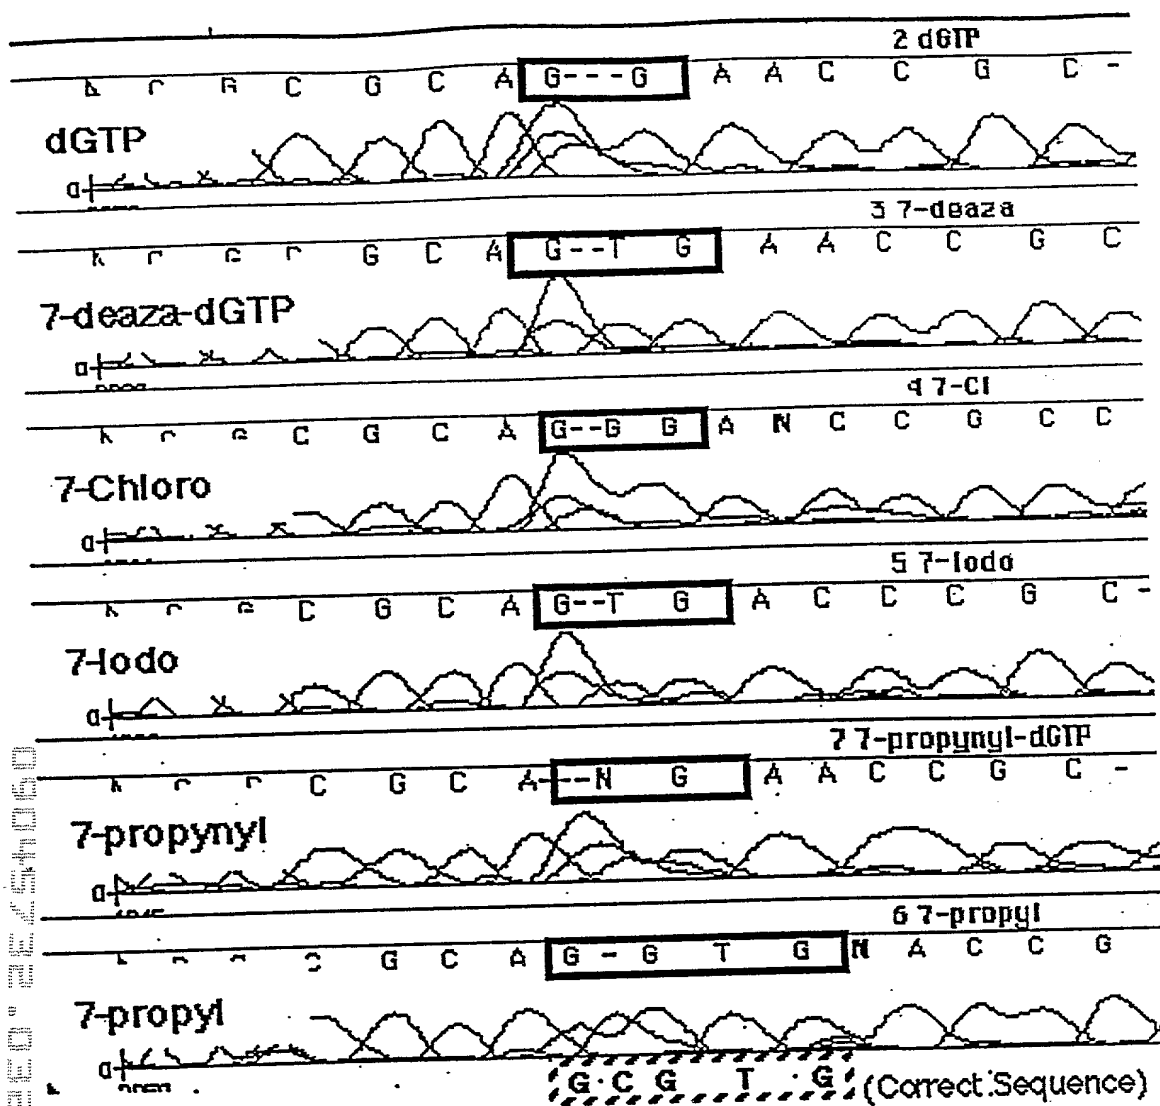 2 dGTP
G C A G---G A A C C G C -
dGTP
a
3 7-deaza
G C A G--T G A A C C G C
7-deaza-dGTP
a
4 7-Cl
C G C A G--G G A N C C G C C
7-Chloro
a
5 7-Iodo
C G C A G--T G A C C C G C -
7-Iodo
a
7 7-propynyl-dGTP
C G C A---N G A A C C G C -
7-propynyl
a
6 7-propyl
G C A G - G T G N A C C G
7-propyl
a
G·C G T ·G (Correct Sequence)